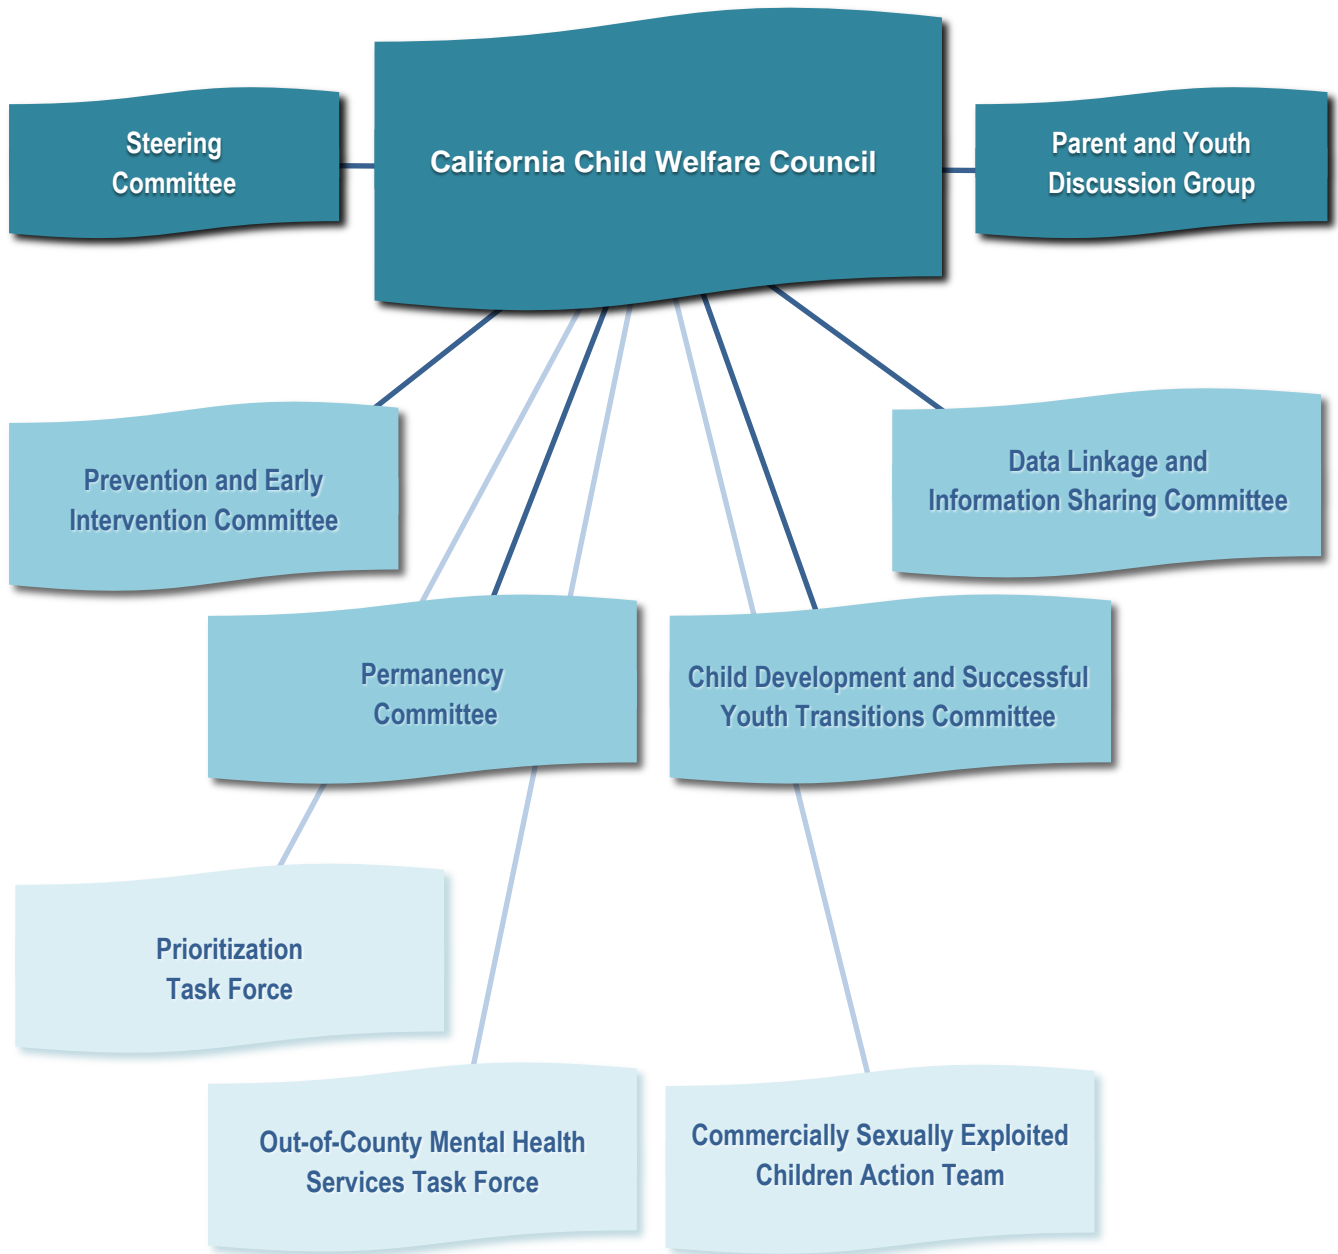 Steering
Committee
California Child Welfare Council
Parent and Youth
Discussion Group
Prevention and Early
Intervention Committee
Data Linkage and
Information Sharing Committee
Permanency
Committee
Child Development and Successful
Youth Transitions Committee
Prioritization
Task Force
Out-of-County Mental Health
Services Task Force
Commercially Sexually Exploited
Children Action Team